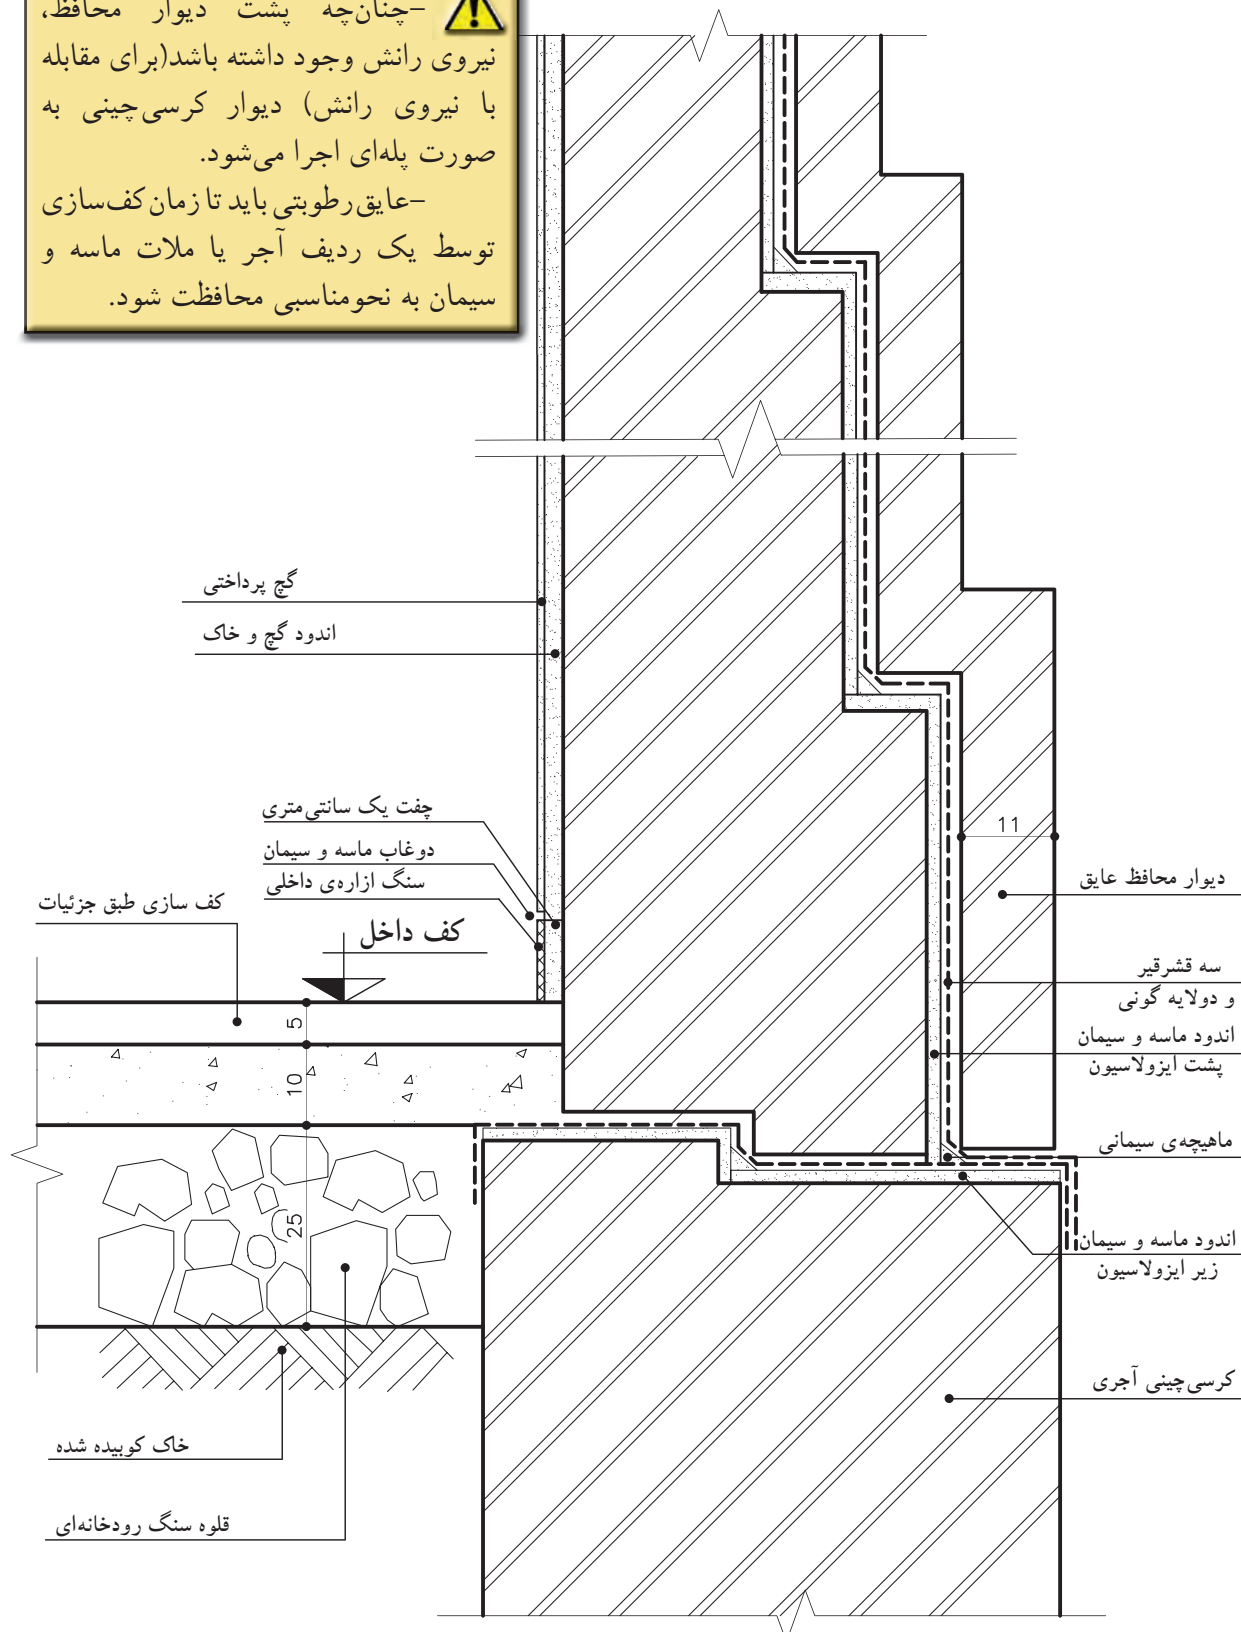 -چنان‌چه پشت دیوار محافظ،
نیروی رانش وجود داشته باشد(برای مقابله
با نیروی رانش) دیوار کرسی‌چینی به
صورت پله‌ای اجرا می‌شود.
-عایق‌رطوبتی باید تا زمان کف‌سازی
توسط یک ردیف آجر یا ملات ماسه و
سیمان به نحومناسبی محافظت شود.
گچ پرداختی
اندود گچ و خاک
چفت یک سانتی‌متری
دوغاب ماسه و سیمان
سنگ ازاره‌ی داخلی
کف سازی طبق جزئیات
کف داخل
5
10
25
11
دیوار محافظ عایق
سه قشرقیر
و دولایه گونی
اندود ماسه و سیمان
پشت ایزولاسیون
ماهیچه‌ی سیمانی
اندود ماسه و سیمان
زیر ایزولاسیون
کرسی‌چینی آجری
خاک کوبیده شده
قلوه سنگ رودخانه‌ای